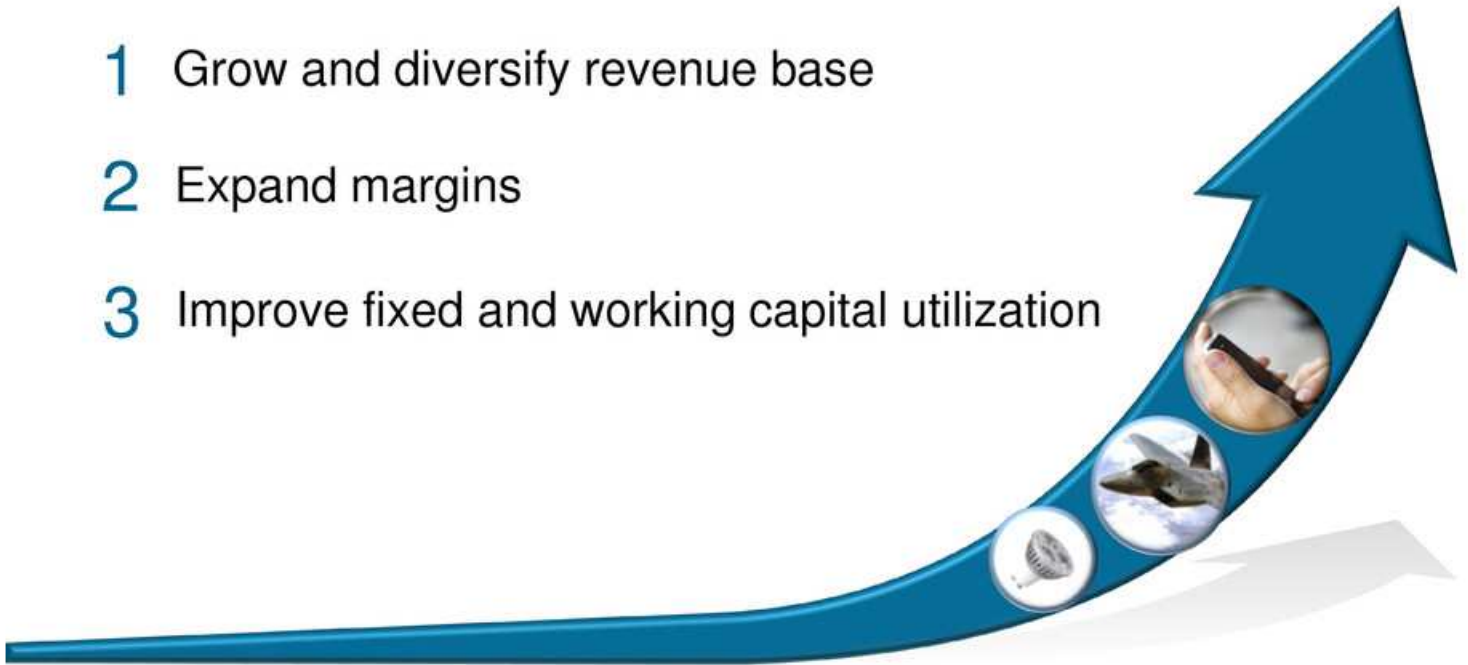 1 Grow and diversify revenue base
2 Expand margins
3 Improve fixed and working capital utilization